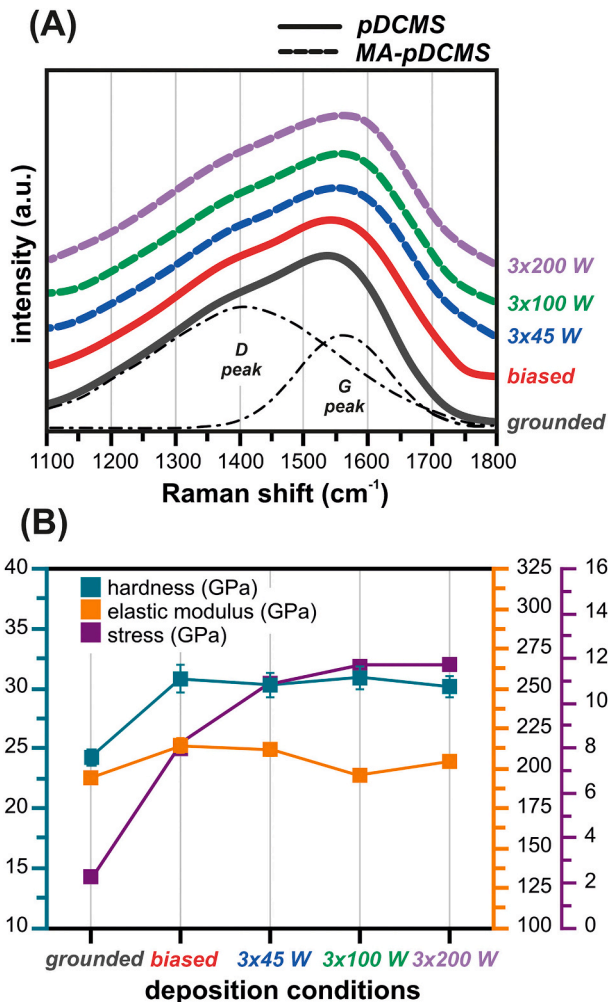 (A)
pDCMS
MA-pDCMS
intensity (a.u.)
3x200 W
3x100 W
3x45 W
biased
grounded
D
peak
G
peak
1100 1200 1300 1400 1500 1600 1700 1800
Raman shift (cm-1)
(B)
hardness (GPa)
elastic modulus (GPa)
stress (GPa)
40
35
30
25
20
15
10
325
300
275
250
225
200
175
150
125
100
16
14
12
10
8
6
4
2
0
grounded biased 3x45 W 3x100 W 3x200 W
deposition conditions